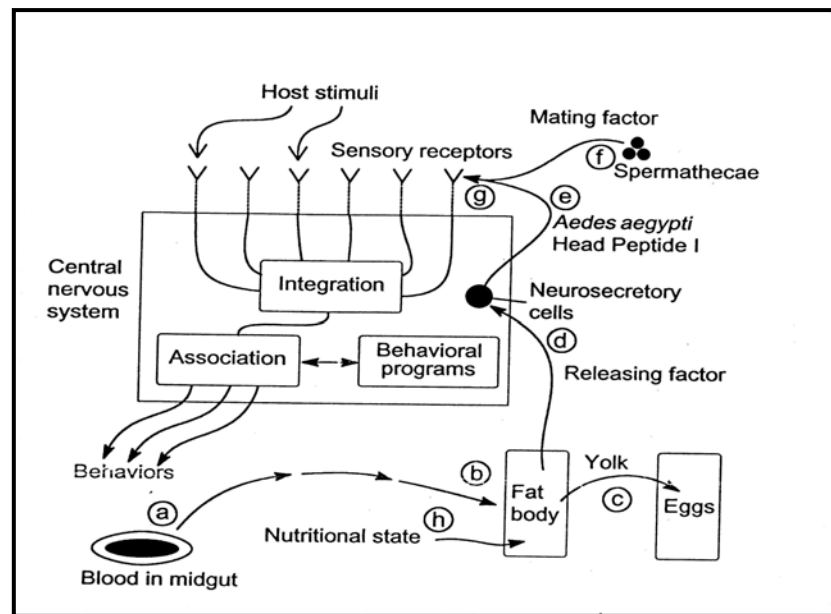 Host stimuli
Mating factor
Sensory receptors
f
Spermathecae
g
e
Aedes aegypti
Head Peptide I
Central
nervous
system
Integration
Neurosecretory
cells
d
Association
Behavioral
programs
Releasing factor
Behaviors
b
Yolk
a
Fat
body
c
Eggs
h
Nutritional state
Blood in midgut